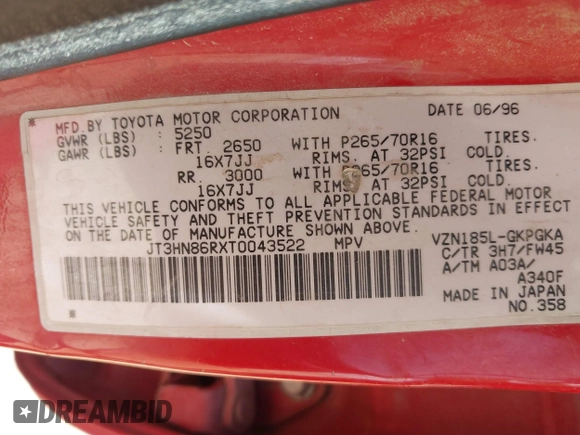 MFD.BY TOYOTA MOTOR CORPORATION DATE 06/96
GVWR (LBS) : 5250
GAWR (LBS) : FRT. 2650 WITH P265/70R16 TIRES.
16X7JJ RIMS. AT 32PSI COLD.
RR. 3000 WITH P265/70R16 TIRES.
16X7JJ RIMS. AT 32PSI COLD.
THIS VEHICLE CONFORMS TO ALL APPLICABLE FEDERAL MOTOR
VEHICLE SAFETY AND THEFT PREVENTION STANDARDS IN EFFECT
ON THE DATE OF MANUFACTURE SHOWN ABOVE.
JT3HN86RXT0043522 MPV VZN185L-GKPGKA
C/TR 3H7/FW45
A/TM A03A/
A340F
MADE IN JAPAN
NO.358
DREAMBID